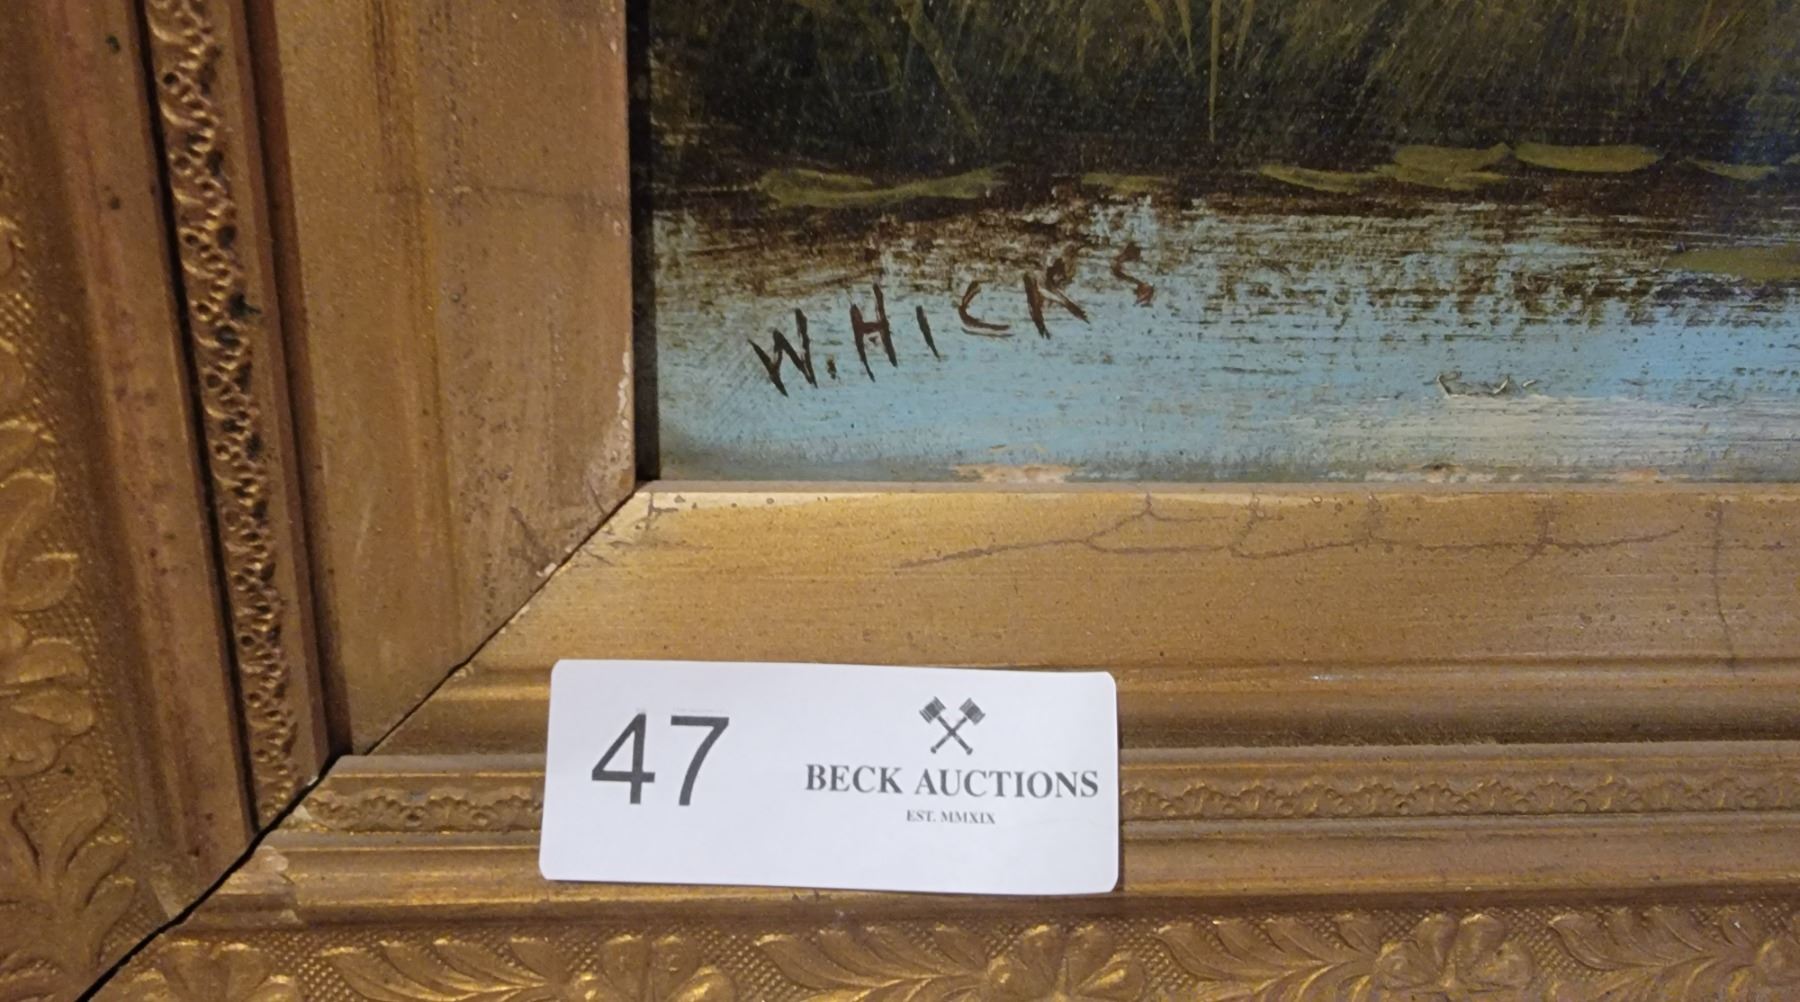 W. HICKS
47
BECK AUCTIONS
EST. MMXIX